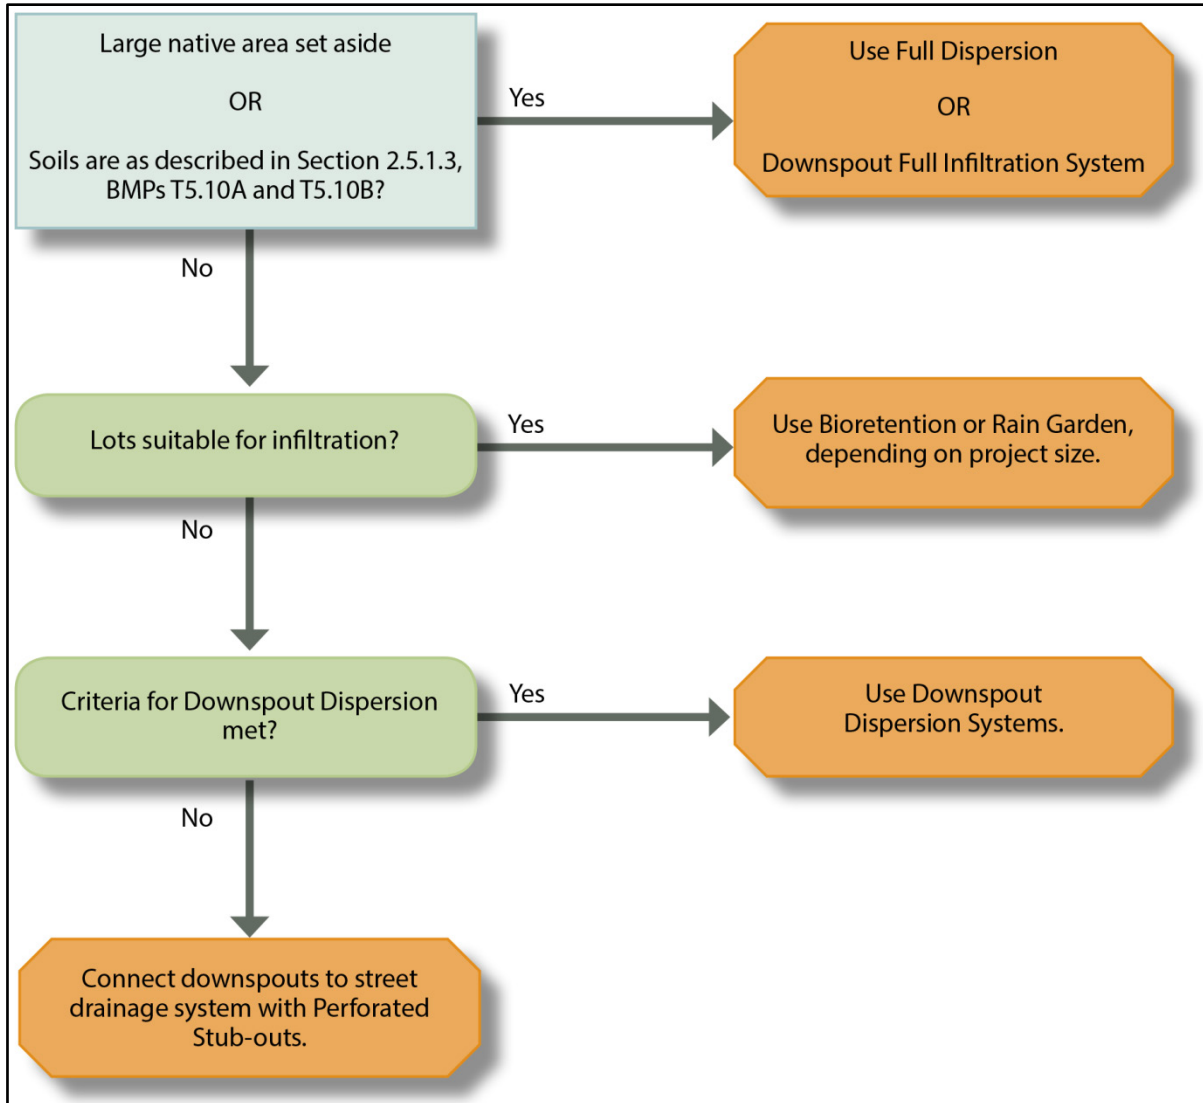 Large native area set aside
OR
Soils are as described in Section 2.5.1.3,
BMPs T5.10A and T5.10B?
Yes
Use Full Dispersion
OR
Downspout Full Infiltration System
No
Lots suitable for infiltration?
Yes
Use Bioretention or Rain Garden,
depending on project size.
No
Criteria for Downspout Dispersion
met?
Yes
Use Downspout
Dispersion Systems.
No
Connect downspouts to street
drainage system with Perforated
Stub-outs.